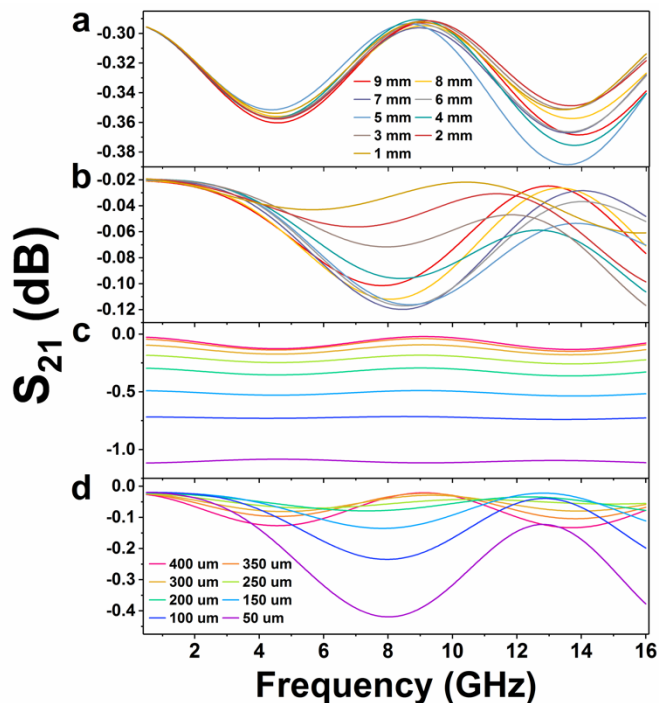 a
-0.30
-0.32
-0.34
-0.36
-0.38
9 mm 8 mm
7 mm 6 mm
5 mm 4 mm
3 mm 2 mm
1 mm
b
-0.02
-0.04
-0.06
-0.08
-0.10
-0.12
S21 (dB)
c
0.0
-0.5
-1.0
d
0.0
-0.1
-0.2
-0.3
-0.4
400 um 350 um
300 um 250 um
200 um 150 um
100 um 50 um
2 4 6 8 10 12 14 16
Frequency (GHz)